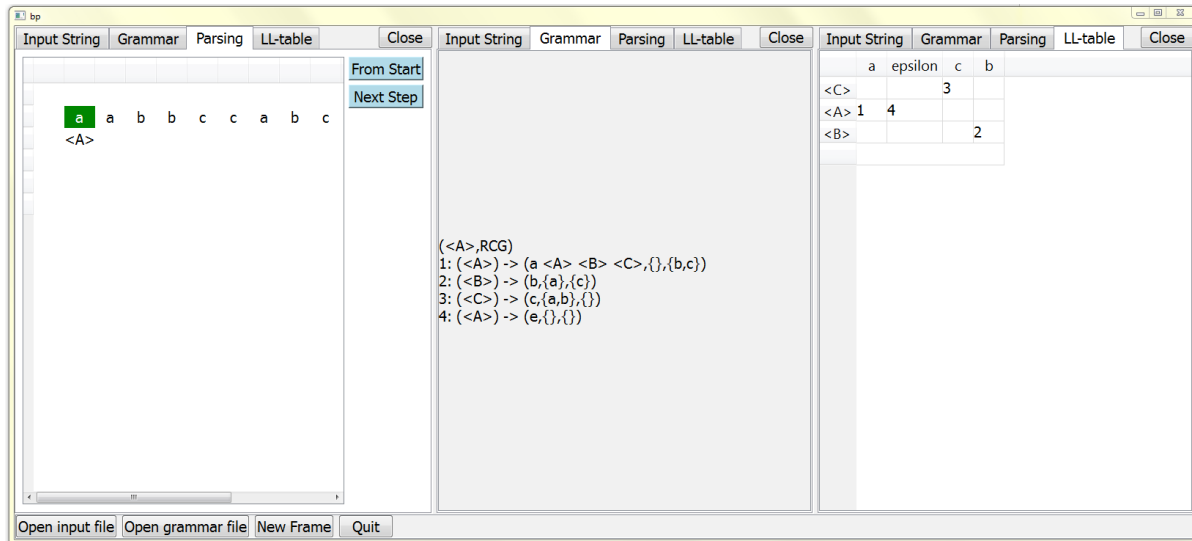 bp
Input String Grammar Parsing LL-table Close
From Start
Next Step
a a b b c c a b c
<A>
Input String Grammar Parsing LL-table Close
(<A>,RCG)
1: (<A>) -> (a <A> <B> <C>,{},{b,c})
2: (<B>) -> (b,{a},{c})
3: (<C>) -> (c,{a,b},{})
4: (<A>) -> (e,{},{})
Input String Grammar Parsing LL-table Close
a epsilon c b
<C> 3
<A> 1 4
<B> 2
Open input file Open grammar file New Frame Quit